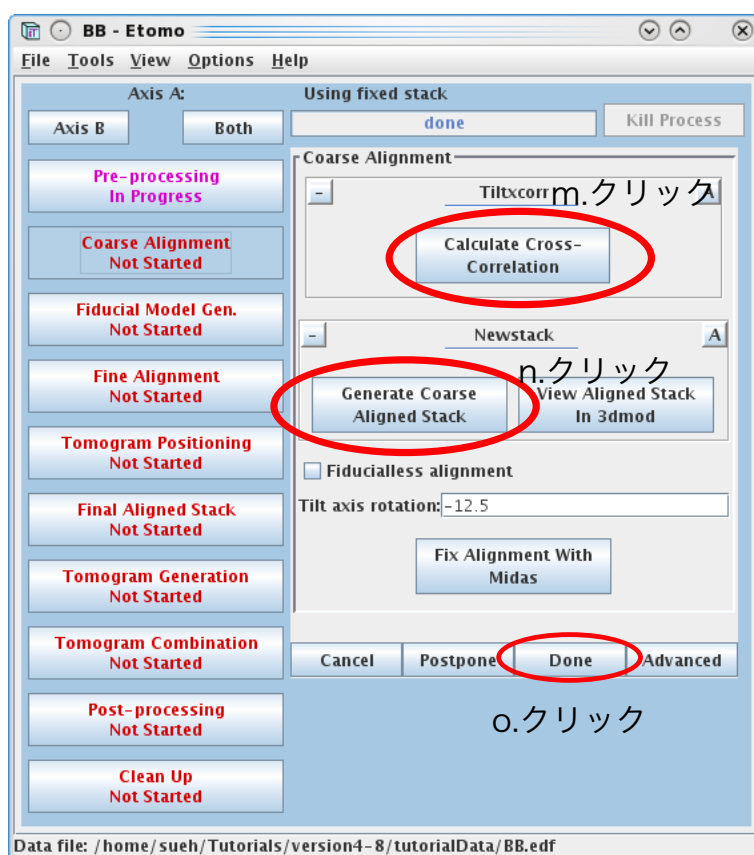 BB - Etomo
File Tools View Options Help
Axis A:
Using fixed stack
Axis B
Both
done
Kill Process
Pre-processing
In Progress
Coarse Alignment
Not Started
Fiducial Model Gen.
Not Started
Fine Alignment
Not Started
Tomogram Positioning
Not Started
Final Aligned Stack
Not Started
Tomogram Generation
Not Started
Tomogram Combination
Not Started
Post-processing
Not Started
Clean Up
Not Started
Coarse Alignment
-
Tiltxcorr
A
m.クリック
Calculate Cross-
Correlation
-
Newstack
A
n.クリック
Generate Coarse
Aligned Stack
View Aligned Stack
In 3dmod
Fiducialless alignment
Tilt axis rotation: -12.5
Fix Alignment With
Midas
Cancel
Postpone
Done
Advanced
o.クリック
Data file: /home/sueh/Tutorials/version4-8/tutorialData/BB.edf